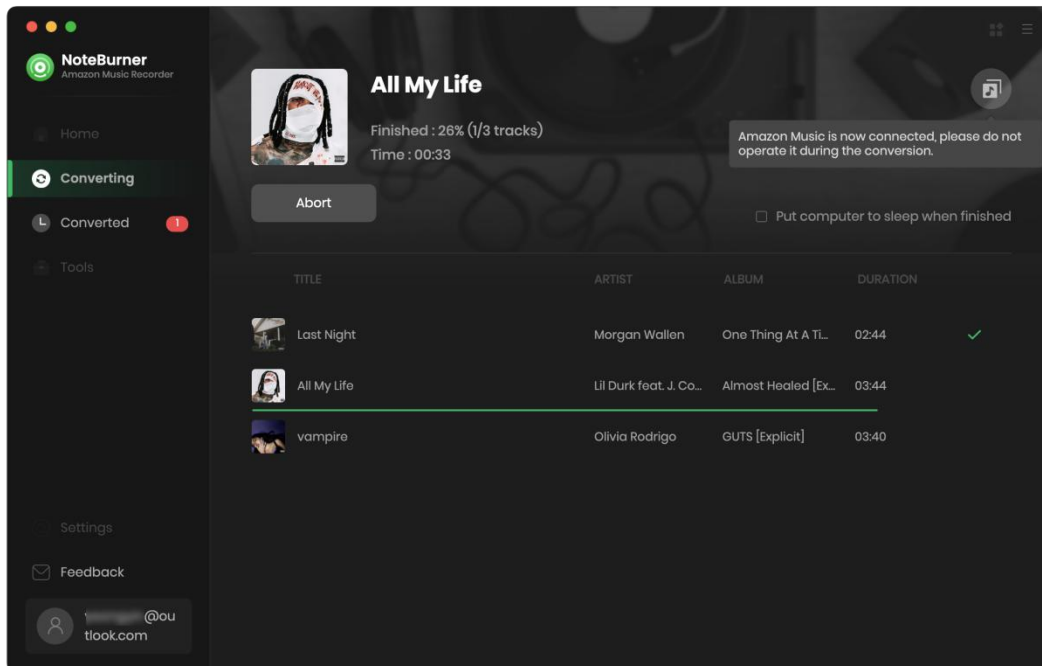 NoteBurner
Amazon Music Recorder
Home
Converting
Converted 1
Tools
Settings
Feedback
@ou
tlook.com
All My Life
Finished : 26% (1/3 tracks)
Time : 00:33
Abort
Amazon Music is now connected, please do not
operate it during the conversion.
Put computer to sleep when finished
TITLE ARTIST ALBUM DURATION
Last Night Morgan Wallen One Thing At A Ti... 02:44
All My Life Lil Durk feat. J. Co... Almost Healed [Ex... 03:44
vampire Olivia Rodrigo GUTS [Explicit] 03:40